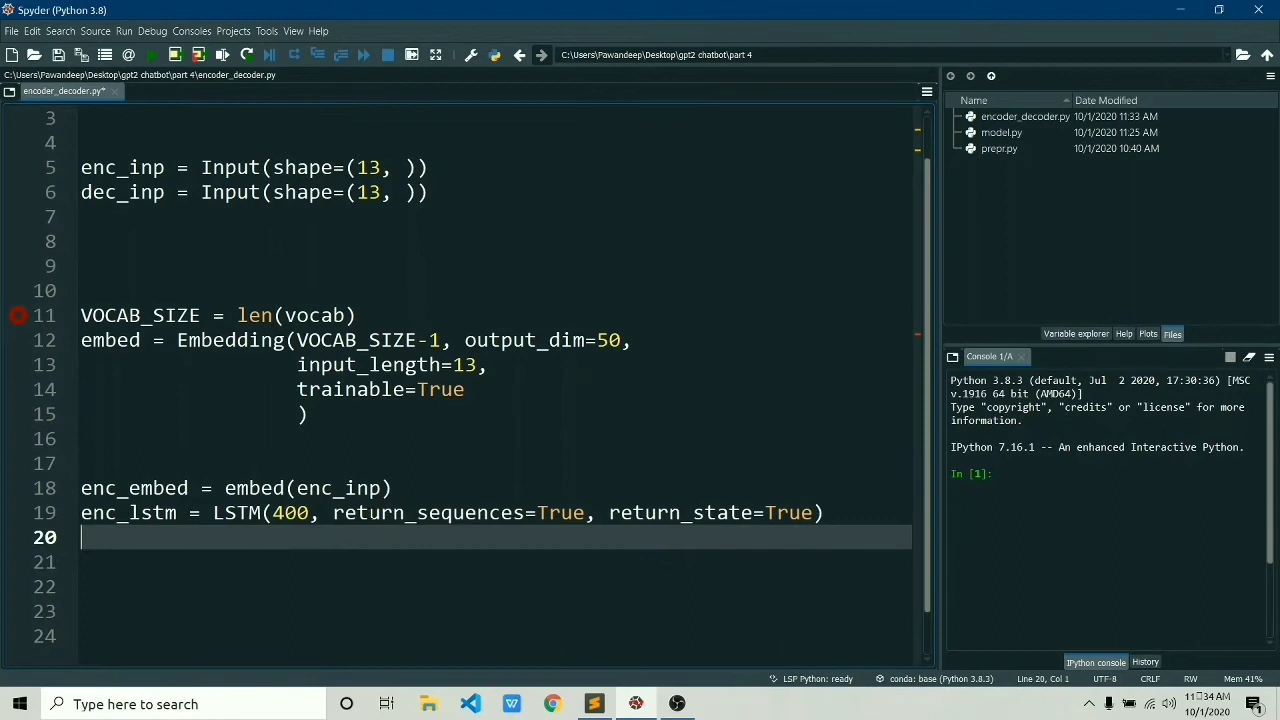 Spyder (Python 3.8)
File Edit Search Source Run Debug Consoles Projects Tools View Help
C:\Users\Pawandeep\Desktop\gpt2 chatbot\part 4
C:\Users\Pawandeep\Desktop\gpt2 chatbot\part 4\encoder_decoder.py
encoder_decoder.py*
3
4
5 enc_inp = Input(shape=(13, ))
6 dec_inp = Input(shape=(13, ))
7
8
9
10
11 VOCAB_SIZE = len(vocab)
12 embed = Embedding(VOCAB_SIZE-1, output_dim=50,
13 input_length=13,
14 trainable=True
15 )
16
17
18 enc_embed = embed(enc_inp)
19 enc_lstm = LSTM(400, return_sequences=True, return_state=True)
20
21
22
23
24
Name Date Modified
encoder_decoder.py 10/1/2020 11:33 AM
model.py 10/1/2020 11:25 AM
prepr.py 10/1/2020 10:40 AM
Variable explorer Help Plots Files
Console 1/A
Python 3.8.3 (default, Jul 2 2020, 17:30:36) [MSC
v.1916 64 bit (AMD64)]
Type "copyright", "credits" or "license" for more
information.
IPython 7.16.1 -- An enhanced Interactive Python.
In [1]:
IPython console History
LSP Python: ready conda: base (Python 3.8.3) Line 20, Col 1 UTF-8 CRLF RW Mem 41%
Type here to search
11:34 AM
10/1/2020